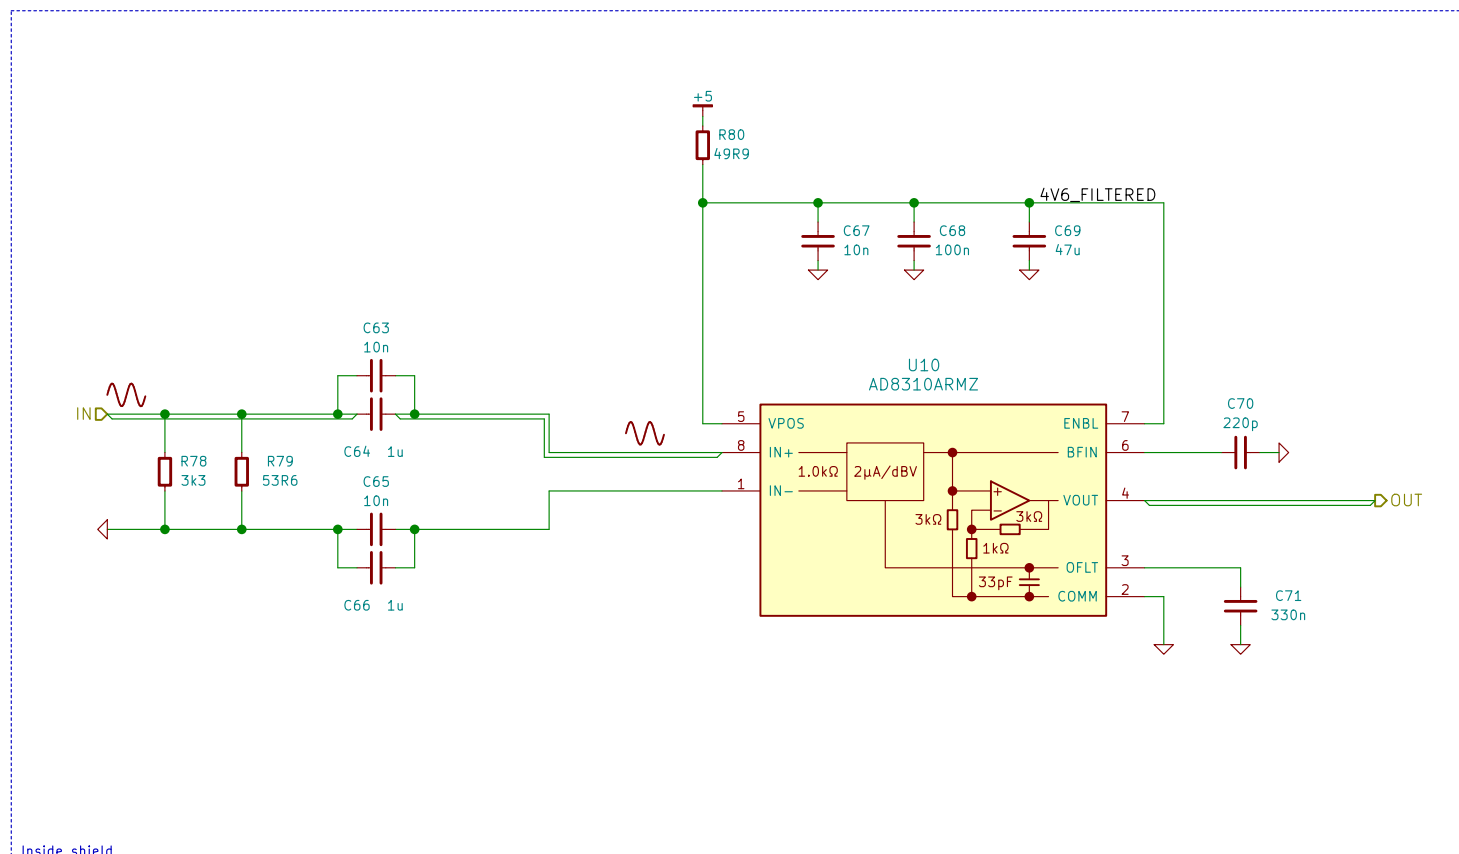 +5
R80
49R9
4V6_FILTERED
C67
10n
C68
100n
C69
47u
C63
10n
U10
AD8310ARMZ
IN
C64 1u
R78
3k3
R79
53R6
C65
10n
C66 1u
5
VPOS
ENBL
7
8
IN+
BFIN
6
1.0kΩ
2µA/dBV
1
IN-
VOUT
4
+
-
3kΩ
3kΩ
1kΩ
OFLT
3
33pF
COMM
2
C70
220p
OUT
C71
330n
Inside shield